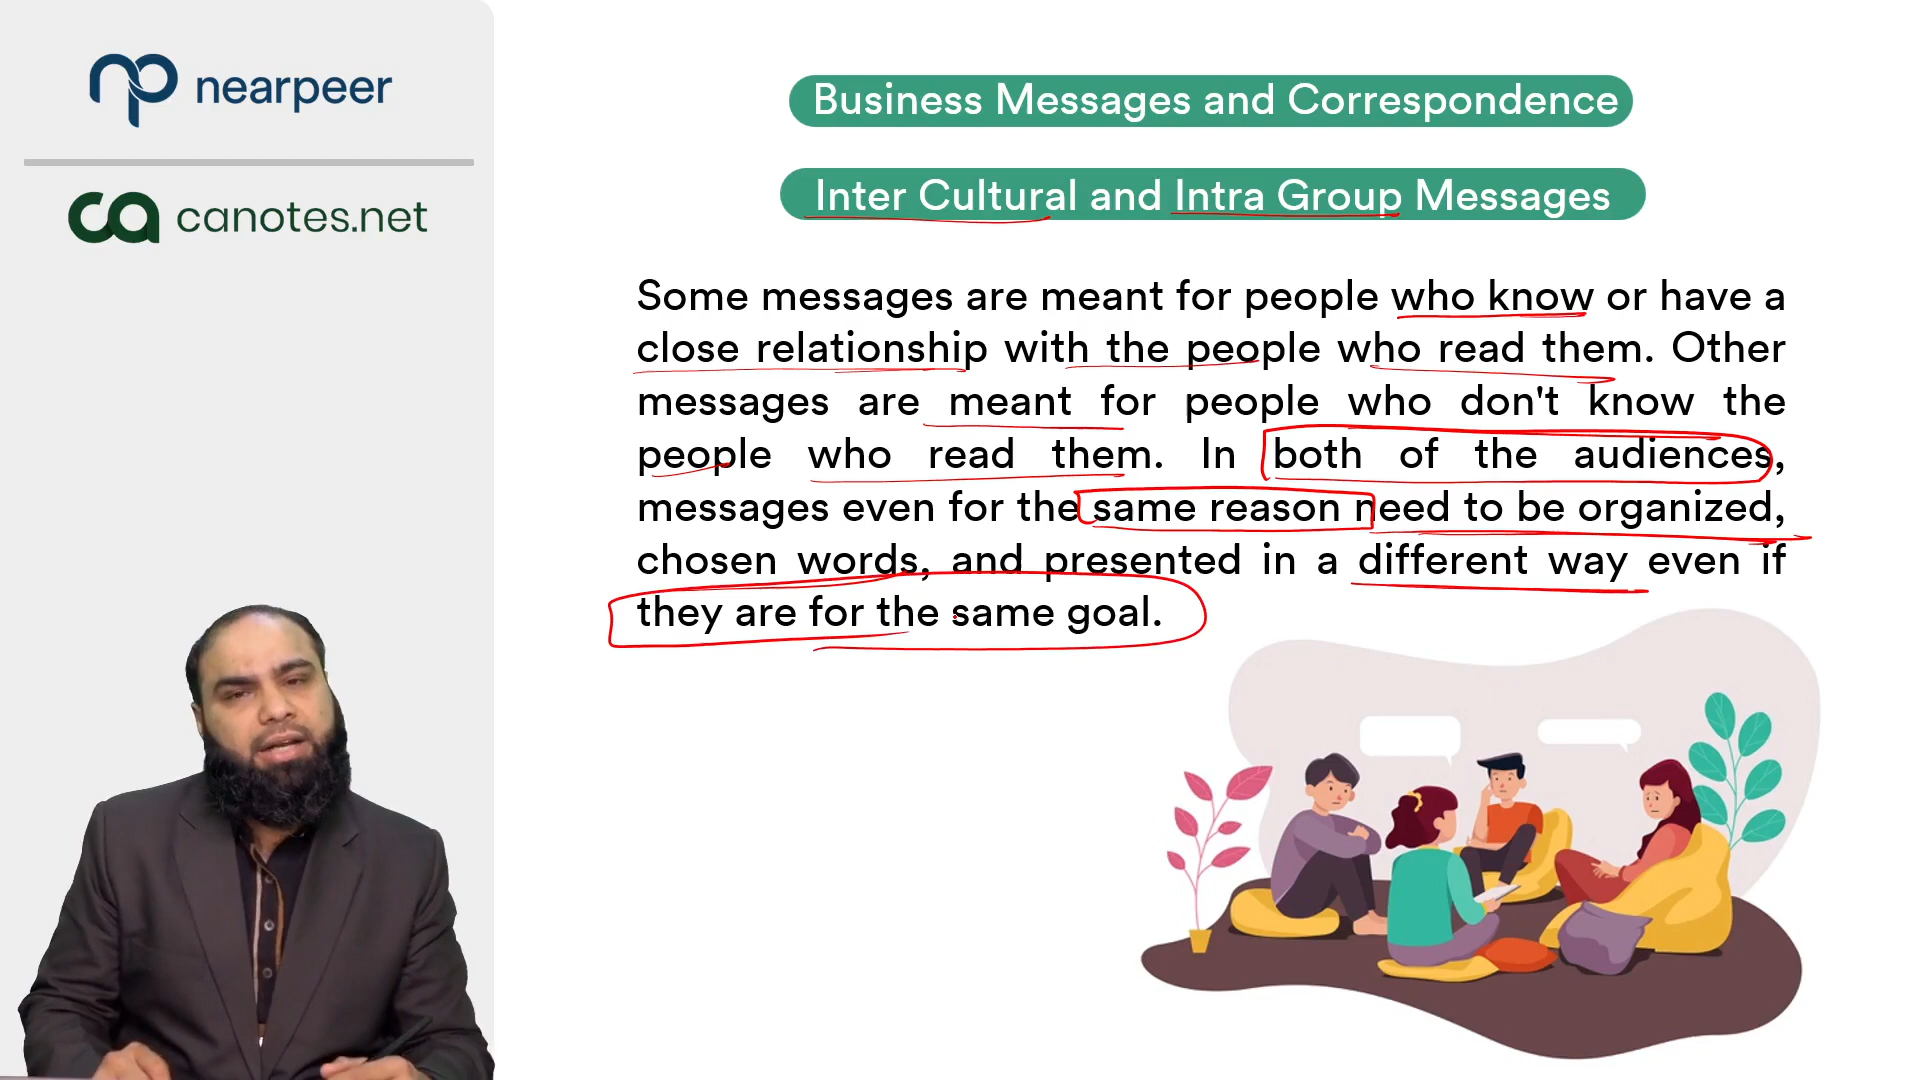 nearpeer
canotes.net
Business Messages and Correspondence
Inter Cultural and Intra Group Messages
Some messages are meant for people who know or have a
close relationship with the people who read them. Other
messages are meant for people who don't know the
people who read them. In both of the audiences,
messages even for the same reason need to be organized,
chosen words, and presented in a different way even if
they are for the same goal.